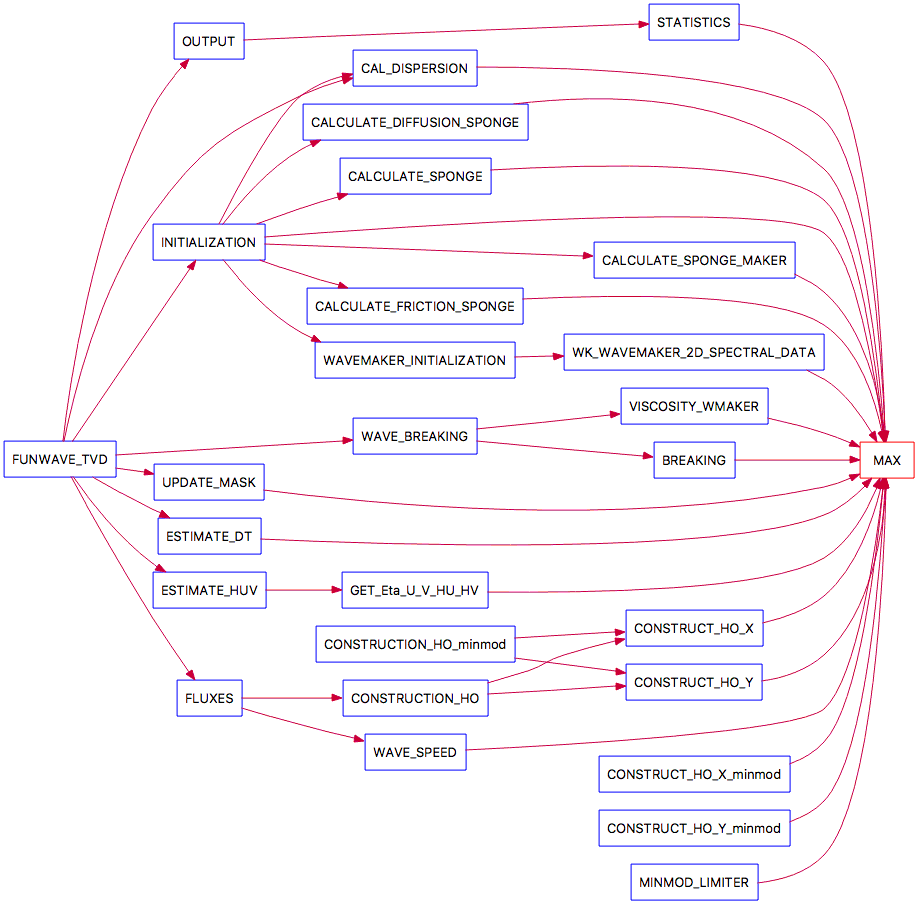 STATISTICS
OUTPUT
CAL_DISPERSION
CALCULATE_DIFFUSION_SPONGE
CALCULATE_SPONGE
INITIALIZATION
CALCULATE_SPONGE_MAKER
CALCULATE_FRICTION_SPONGE
WAVEMAKER_INITIALIZATION
WK_WAVEMAKER_2D_SPECTRAL_DATA
VISCOSITY_WMAKER
WAVE_BREAKING
FUNWAVE_TVD
BREAKING
MAX
UPDATE_MASK
ESTIMATE_DT
ESTIMATE_HUV
GET_Eta_U_V_HU_HV
CONSTRUCT_HO_X
CONSTRUCTION_HO_minmod
CONSTRUCT_HO_Y
FLUXES
CONSTRUCTION_HO
WAVE_SPEED
CONSTRUCT_HO_X_minmod
CONSTRUCT_HO_Y_minmod
MINMOD_LIMITER